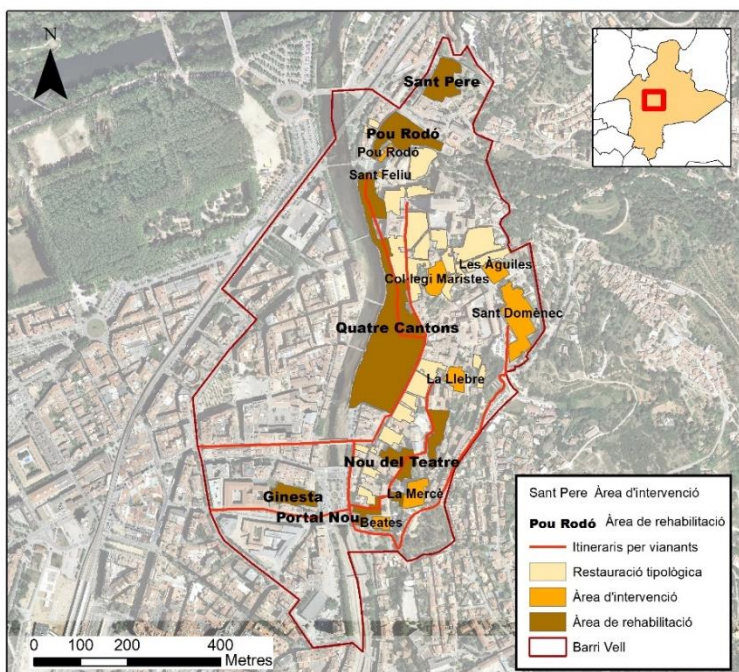 N
Sant Pere
Pou Rodó
Pou Rodó
Sant Feliu
Les Àguiles
Col·legi Maristes
Sant Domènec
Quatre Cantons
La Llebre
Nou del Teatre
Ginesta
La Mercè
Portal Nou
Beates
Sant Pere Àrea d'intervenció
Pou Rodó Àrea de rehabilitació
Itineraris per vianants
Restauració tipològica
Àrea d'intervenció
Àrea de rehabilitació
Barri Vell
0 100 200 400
Metres